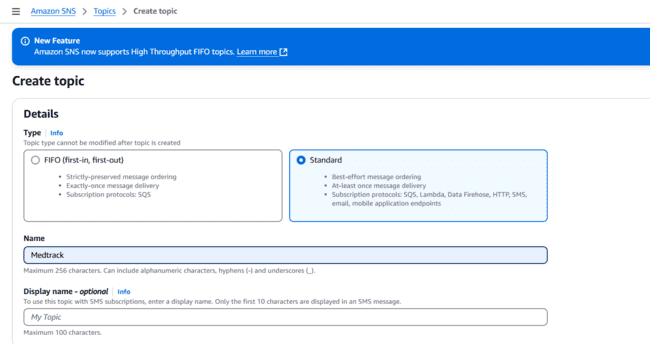 Amazon SNS > Topics > Create topic
New Feature
Amazon SNS now supports High Throughput FIFO topics. Learn more
Create topic
Details
Type | Info
Topic type cannot be modified after topic is created
FIFO (first-in, first-out)
• Strictly-preserved message ordering
• Exactly-once message delivery
• Subscription protocols: SQS
Standard
• Best-effort message ordering
• At-least once message delivery
• Subscription protocols: SQS, Lambda, Data Firehose, HTTP, SMS,
email, mobile application endpoints
Name
Medtrack
Maximum 256 characters. Can include alphanumeric characters, hyphens (-) and underscores (_).
Display name - optional | Info
To use this topic with SMS subscriptions, enter a display name. Only the first 10 characters are displayed in an SMS message.
My Topic
Maximum 100 characters.